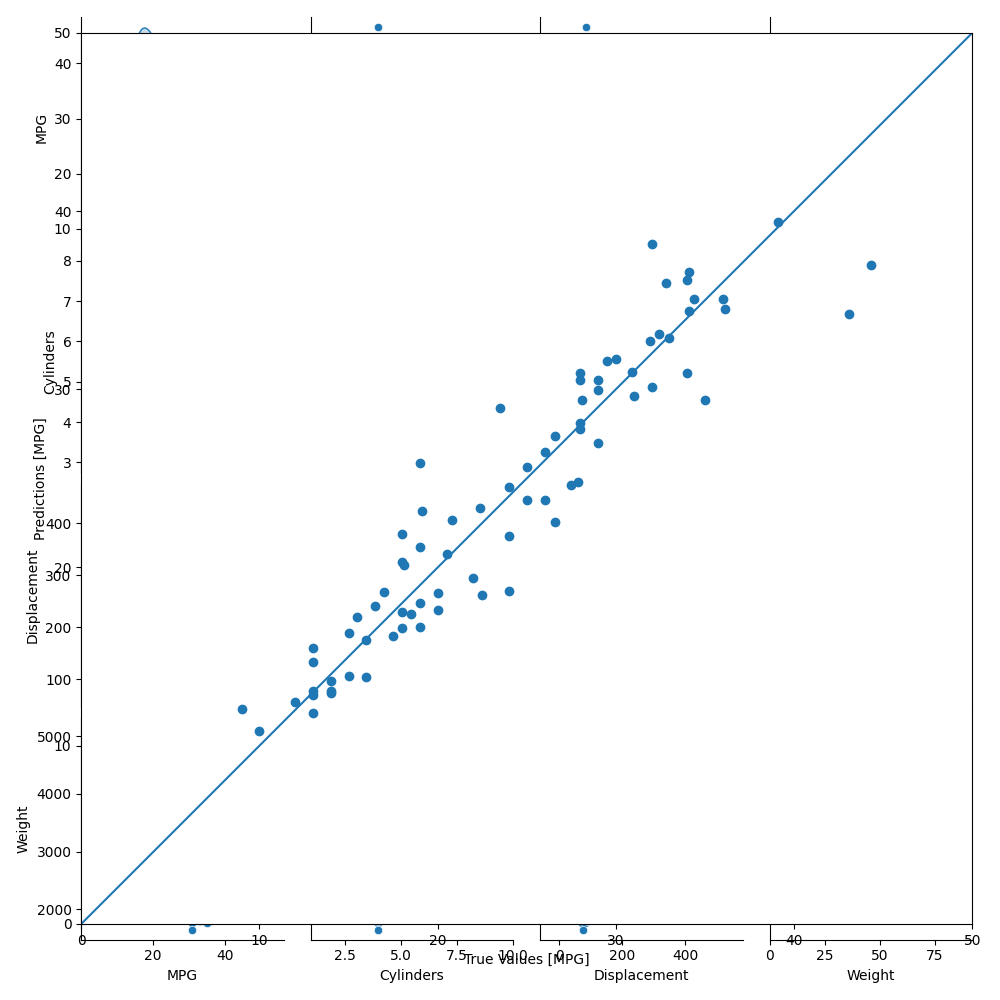 50
40
30
20
MPG
40
10
8
7
6
Cylinders
5
30
4
Predictions [MPG]
3
400
Displacement
20
300
200
100
5000
10
4000
Weight
3000
2000
0
0 10 20 30 40 50
20 40 2.5 5.0 7.5 10.0 0 200 400 0 25 50 75
True Values [MPG]
MPG Cylinders Displacement Weight